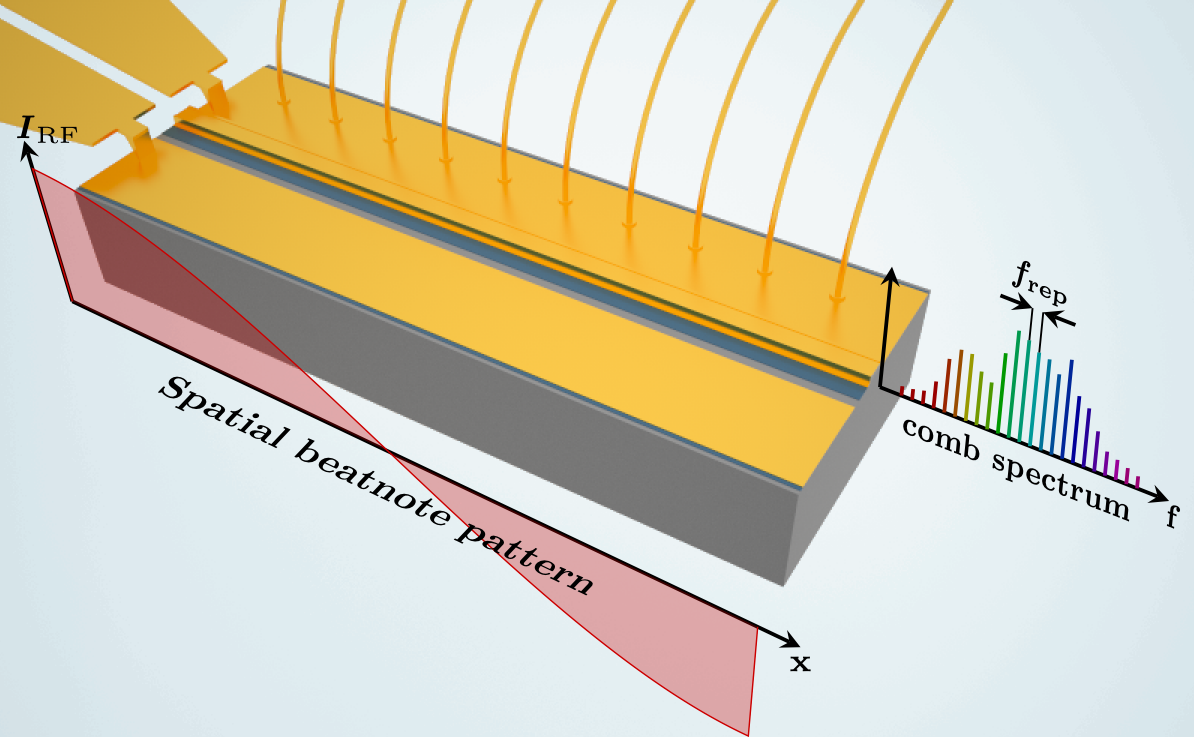 I_RF
f_rep
comb spectrum
f
Spatial beatnote pattern
x